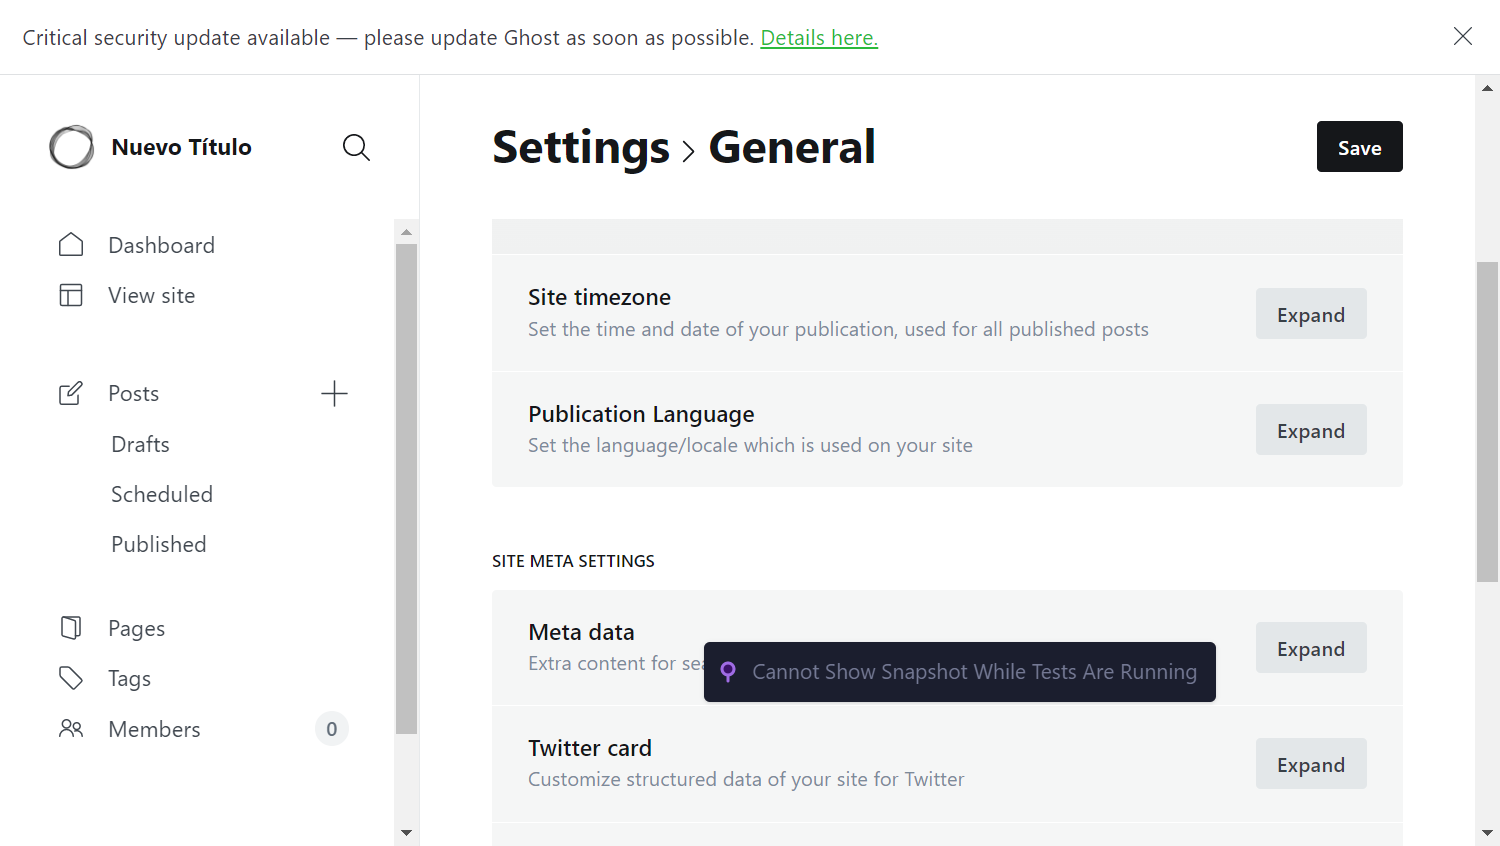 Critical security update available — please update Ghost as soon as possible. Details here.
Nuevo Título
Dashboard
View site
Posts
Drafts
Scheduled
Published
Pages
Tags
Members 0
Settings > General
Save
Site timezone
Set the time and date of your publication, used for all published posts
Expand
Publication Language
Set the language/locale which is used on your site
Expand
SITE META SETTINGS
Meta data
Extra content for
Expand
Cannot Show Snapshot While Tests Are Running
Twitter card
Customize structured data of your site for Twitter
Expand